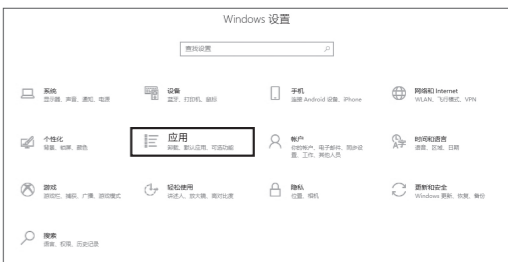 Windows 设置
查找设置
系统
显示器、声音、通知、电源
设备
蓝牙、打印机、鼠标
手机
连接 Android 设备、iPhone
网络和 Internet
WLAN、飞行模式、VPN
个性化
背景、锁屏、颜色
应用
卸载、默认应用、可选功能
帐户
你的帐户、电子邮件、同步设
置、工作、其他人员
时间和语言
语音、区域、日期
游戏
游戏栏、捕获、广播、游戏模式
轻松使用
讲述人、放大镜、高对比度
隐私
位置、相机
更新和安全
Windows 更新、恢复、备份
搜索
语言、权限、历史记录